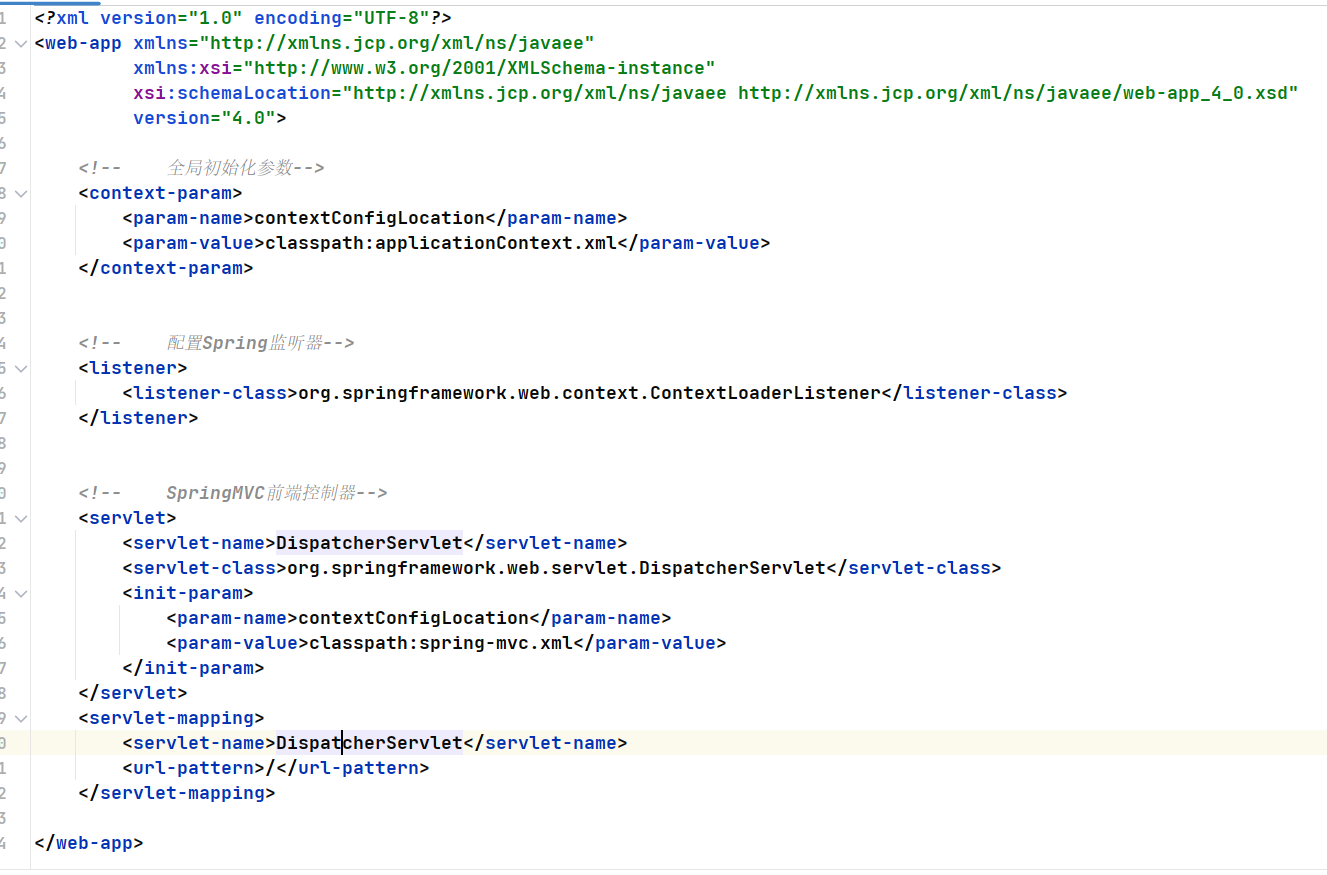 1 <?xml version="1.0" encoding="UTF-8"?>
2 <web-app xmlns="http://xmlns.jcp.org/xml/ns/javaee"
3 xmlns:xsi="http://www.w3.org/2001/XMLSchema-instance"
4 xsi:schemaLocation="http://xmlns.jcp.org/xml/ns/javaee http://xmlns.jcp.org/xml/ns/javaee/web-app_4_0.xsd"
5 version="4.0">
6
7 <!-- 全局初始化参数-->
8 <context-param>
9 <param-name>contextConfigLocation</param-name>
0 <param-value>classpath:applicationContext.xml</param-value>
1 </context-param>
2
3
4 <!-- 配置Spring监听器-->
5 <listener>
6 <listener-class>org.springframework.web.context.ContextLoaderListener</listener-class>
7 </listener>
8
9
0 <!-- SpringMVC前端控制器-->
1 <servlet>
2 <servlet-name>DispatcherServlet</servlet-name>
3 <servlet-class>org.springframework.web.servlet.DispatcherServlet</servlet-class>
4 <init-param>
5 <param-name>contextConfigLocation</param-name>
6 <param-value>classpath:spring-mvc.xml</param-value>
7 </init-param>
8 </servlet>
9 <servlet-mapping>
0 <servlet-name>DispatcherServlet</servlet-name>
1 <url-pattern>/</url-pattern>
2 </servlet-mapping>
3
4 </web-app>